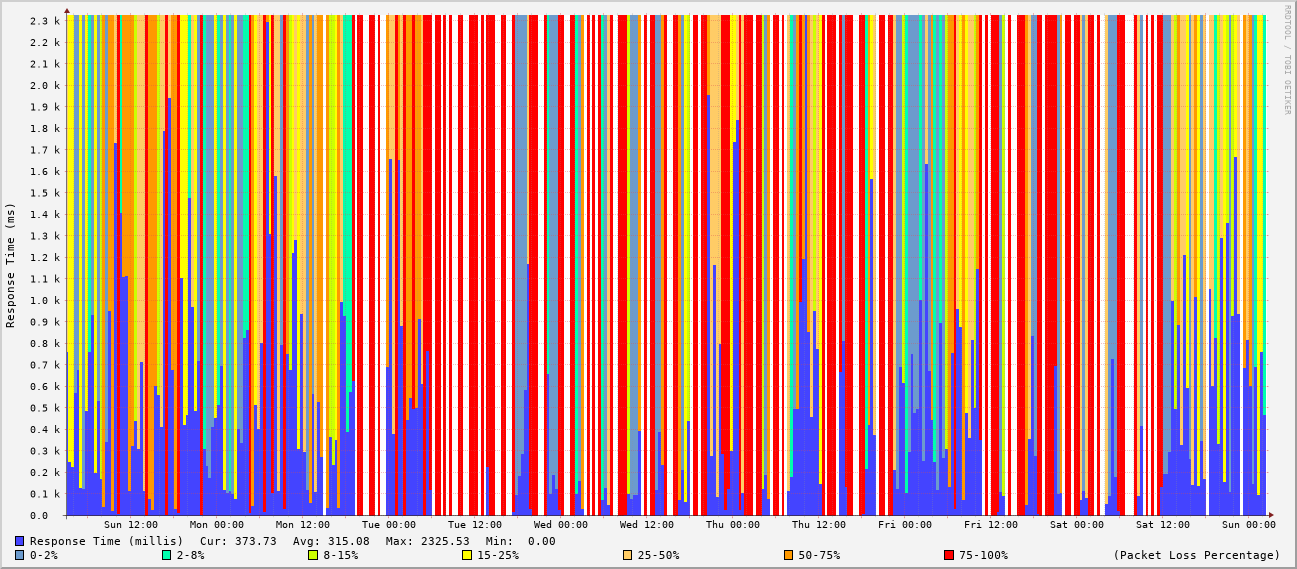 2.3 k
2.2 k
2.1 k
2.0 k
1.9 k
1.8 k
1.7 k
1.6 k
1.5 k
1.4 k
1.3 k
1.2 k
1.1 k
1.0 k
0.9 k
0.8 k
0.7 k
0.6 k
0.5 k
0.4 k
0.3 k
0.2 k
0.1 k
0.0
Response Time (ms)
RRDTOOL / TOBI OETIKER
Sun 12:00 Mon 00:00 Mon 12:00 Tue 00:00 Tue 12:00 Wed 00:00 Wed 12:00 Thu 00:00 Thu 12:00 Fri 00:00 Fri 12:00 Sat 00:00 Sat 12:00 Sun 00:00
Response Time (millis) Cur: 373.73 Avg: 315.08 Max: 2325.53 Min: 0.00
0-2% 2-8% 8-15% 15-25% 25-50% 50-75% 75-100% (Packet Loss Percentage)